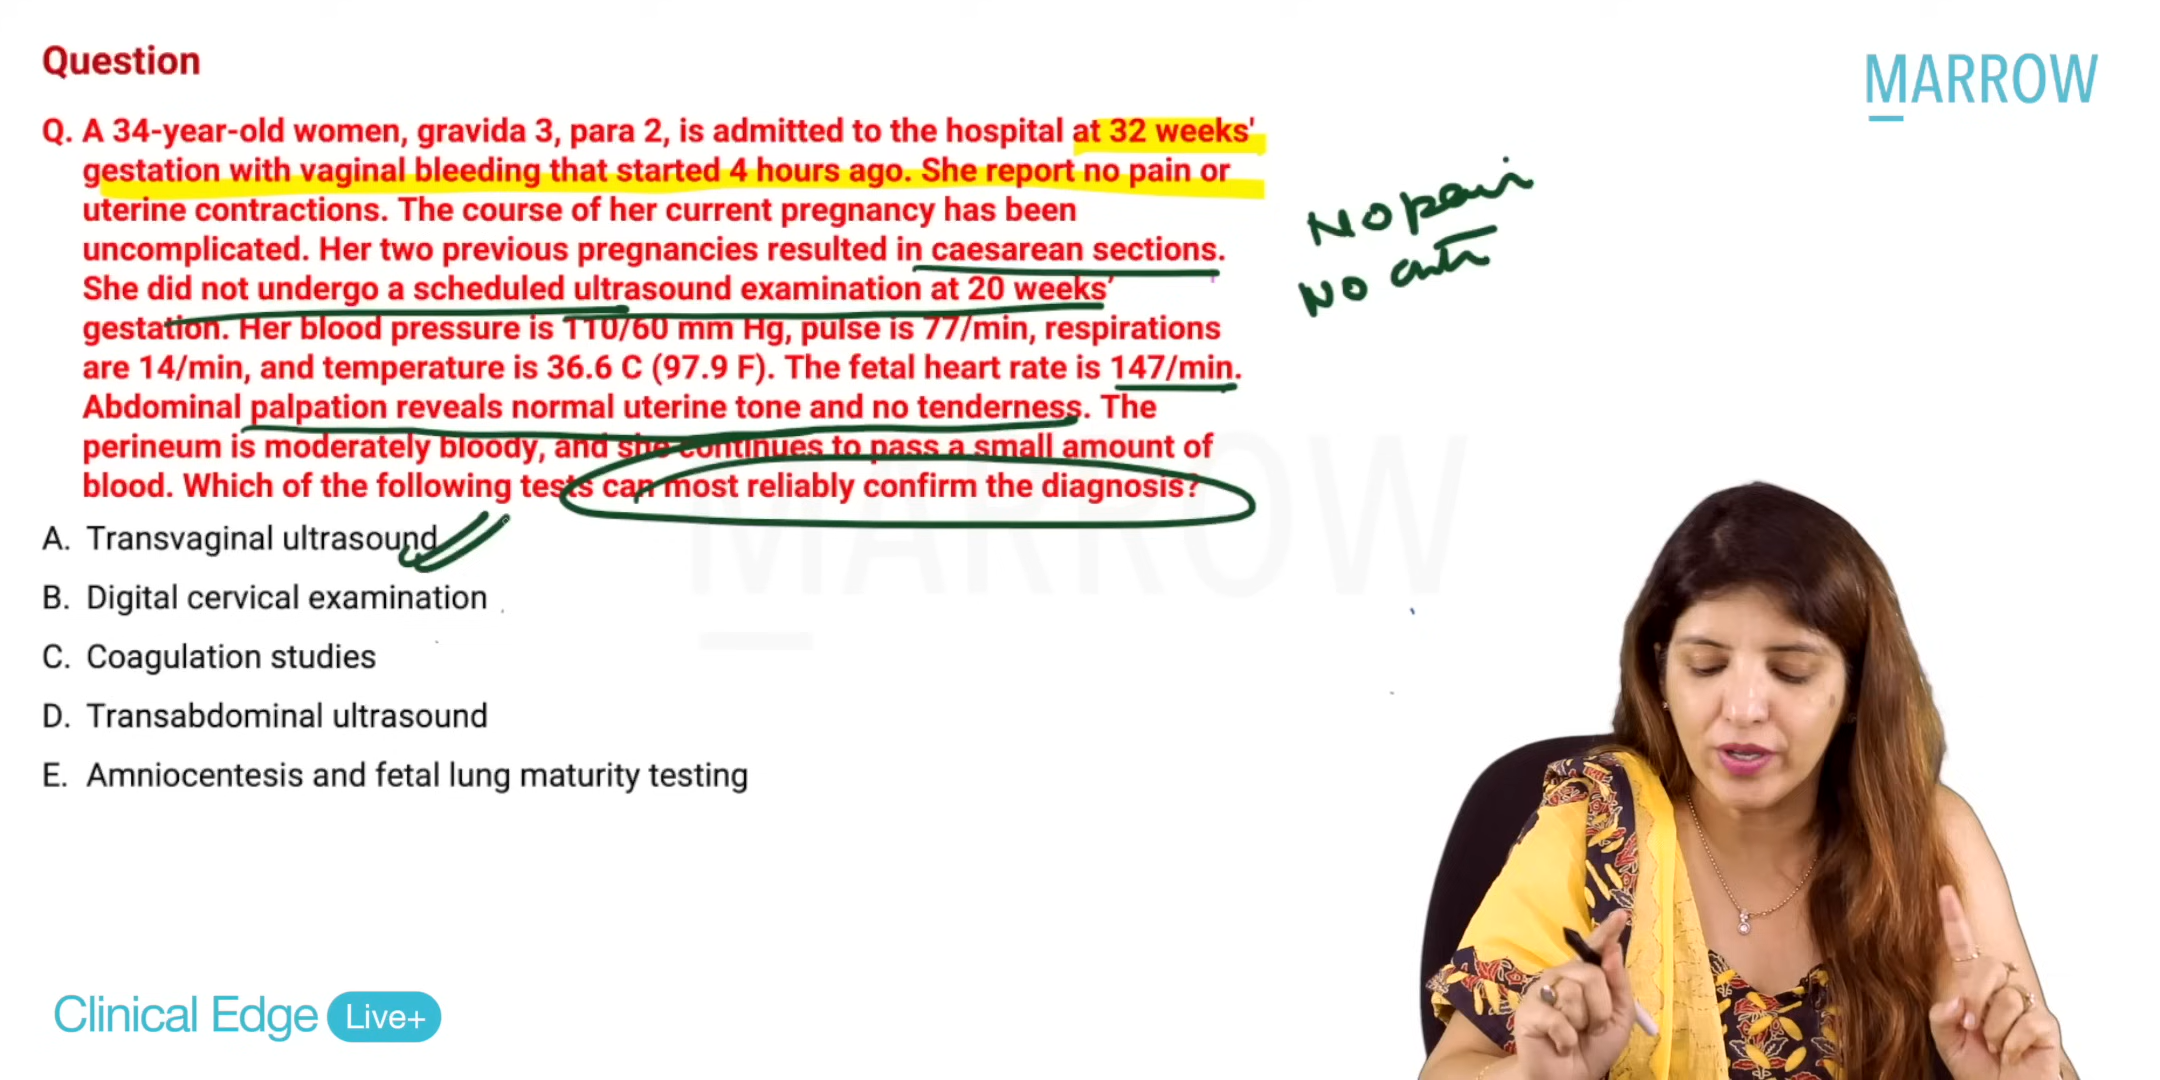 Question
MARROW
Q. A 34-year-old women, gravida 3, para 2, is admitted to the hospital at 32 weeks'
gestation with vaginal bleeding that started 4 hours ago. She report no pain or
uterine contractions. The course of her current pregnancy has been
uncomplicated. Her two previous pregnancies resulted in caesarean sections.
She did not undergo a scheduled ultrasound examination at 20 weeks'
gestation. Her blood pressure is 110/60 mm Hg, pulse is 77/min, respirations
are 14/min, and temperature is 36.6 C (97.9 F). The fetal heart rate is 147/min.
Abdominal palpation reveals normal uterine tone and no tenderness. The
perineum is moderately bloody, and she continues to pass a small amount of
blood. Which of the following tests can most reliably confirm the diagnosis?
No pain
No
A. Transvaginal ultrasound
B. Digital cervical examination
C. Coagulation studies
D. Transabdominal ultrasound
E. Amniocentesis and fetal lung maturity testing
MARROW
Clinical Edge Live+